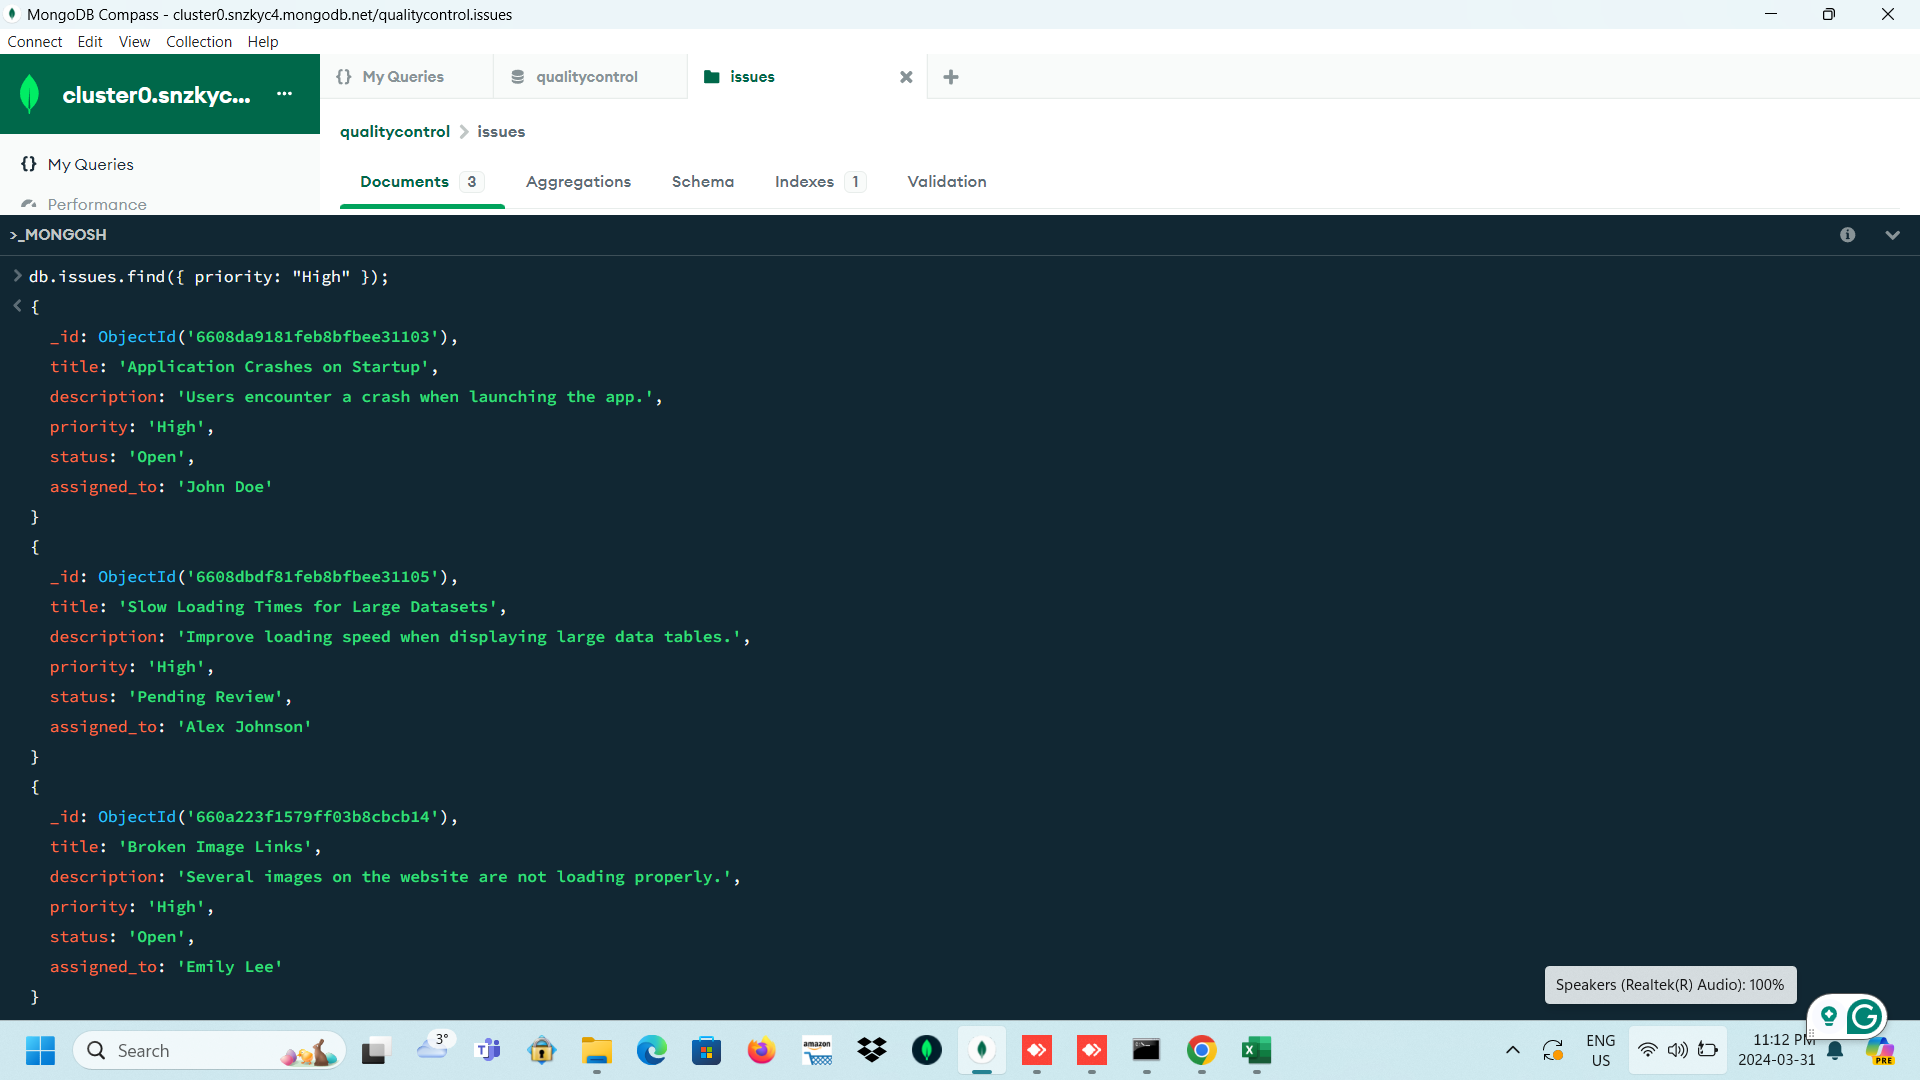 MongoDB Compass - cluster0.snzkyc4.mongodb.net/qualitycontrol.issues
Connect Edit View Collection Help
cluster0.snzkyc... ...
{} My Queries
qualitycontrol
issues
qualitycontrol > issues
{} My Queries
Performance
Documents 3 Aggregations Schema Indexes 1 Validation
>_MONGOSH
> db.issues.find({ priority: "High" });
< {
_id: ObjectId('6608da9181feb8bfbee31103'),
title: 'Application Crashes on Startup',
description: 'Users encounter a crash when launching the app.',
priority: 'High',
status: 'Open',
assigned_to: 'John Doe'
}
{
_id: ObjectId('6608dbdf81feb8bfbee31105'),
title: 'Slow Loading Times for Large Datasets',
description: 'Improve loading speed when displaying large data tables.',
priority: 'High',
status: 'Pending Review',
assigned_to: 'Alex Johnson'
}
{
_id: ObjectId('660a223f1579ff03b8cbcb14'),
title: 'Broken Image Links',
description: 'Several images on the website are not loading properly.',
priority: 'High',
status: 'Open',
assigned_to: 'Emily Lee'
}
Speakers (Realtek(R) Audio): 100%
Search
3°
amazon
ENG
US
11:12 PM
2024-03-31
PRE